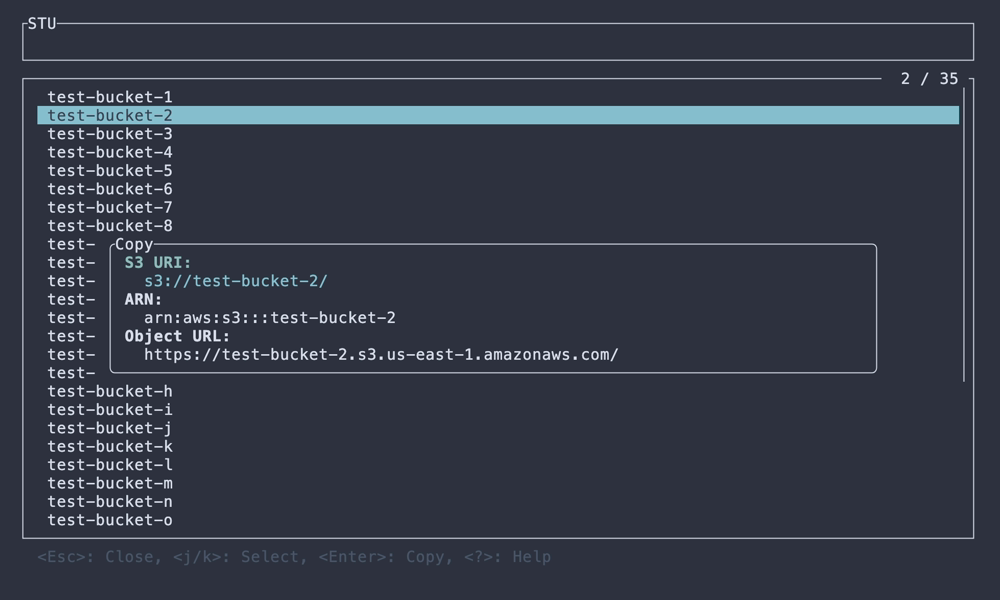 STU
2 / 35
test-bucket-1
test-bucket-2
test-bucket-3
test-bucket-4
test-bucket-5
test-bucket-6
test-bucket-7
test-bucket-8
test- Copy
test- S3 URI:
test- s3://test-bucket-2/
test- ARN:
test- arn:aws:s3:::test-bucket-2
test- Object URL:
test- https://test-bucket-2.s3.us-east-1.amazonaws.com/
test-
test-bucket-h
test-bucket-i
test-bucket-j
test-bucket-k
test-bucket-l
test-bucket-m
test-bucket-n
test-bucket-o
<Esc>: Close, <j/k>: Select, <Enter>: Copy, <?>: Help